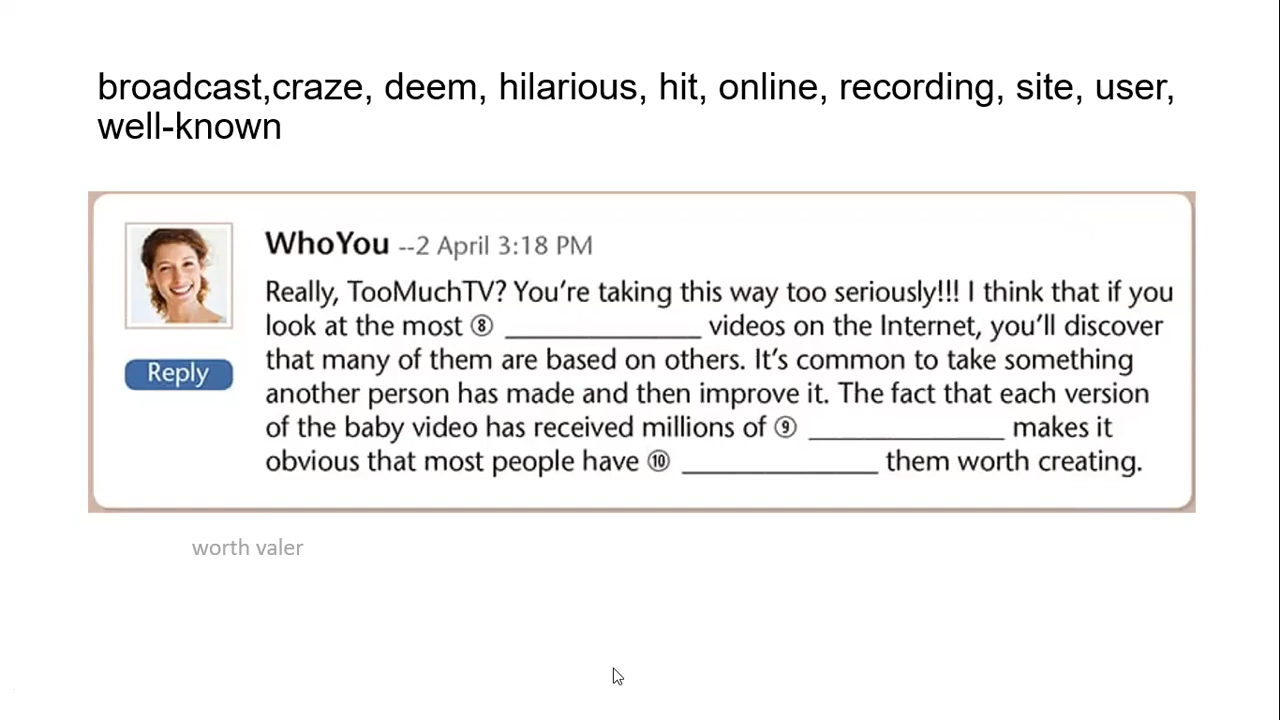 broadcast,craze, deem, hilarious, hit, online, recording, site, user,
well-known
WhoYou --2 April 3:18 PM
Really, TooMuchTV? You're taking this way too seriously!!! I think that if you
look at the most ⑧ ________________ videos on the Internet, you'll discover
that many of them are based on others. It's common to take something
another person has made and then improve it. The fact that each version
of the baby video has received millions of ⑨ ________________ makes it
obvious that most people have ⑩ ________________ them worth creating.
Reply
worth valer